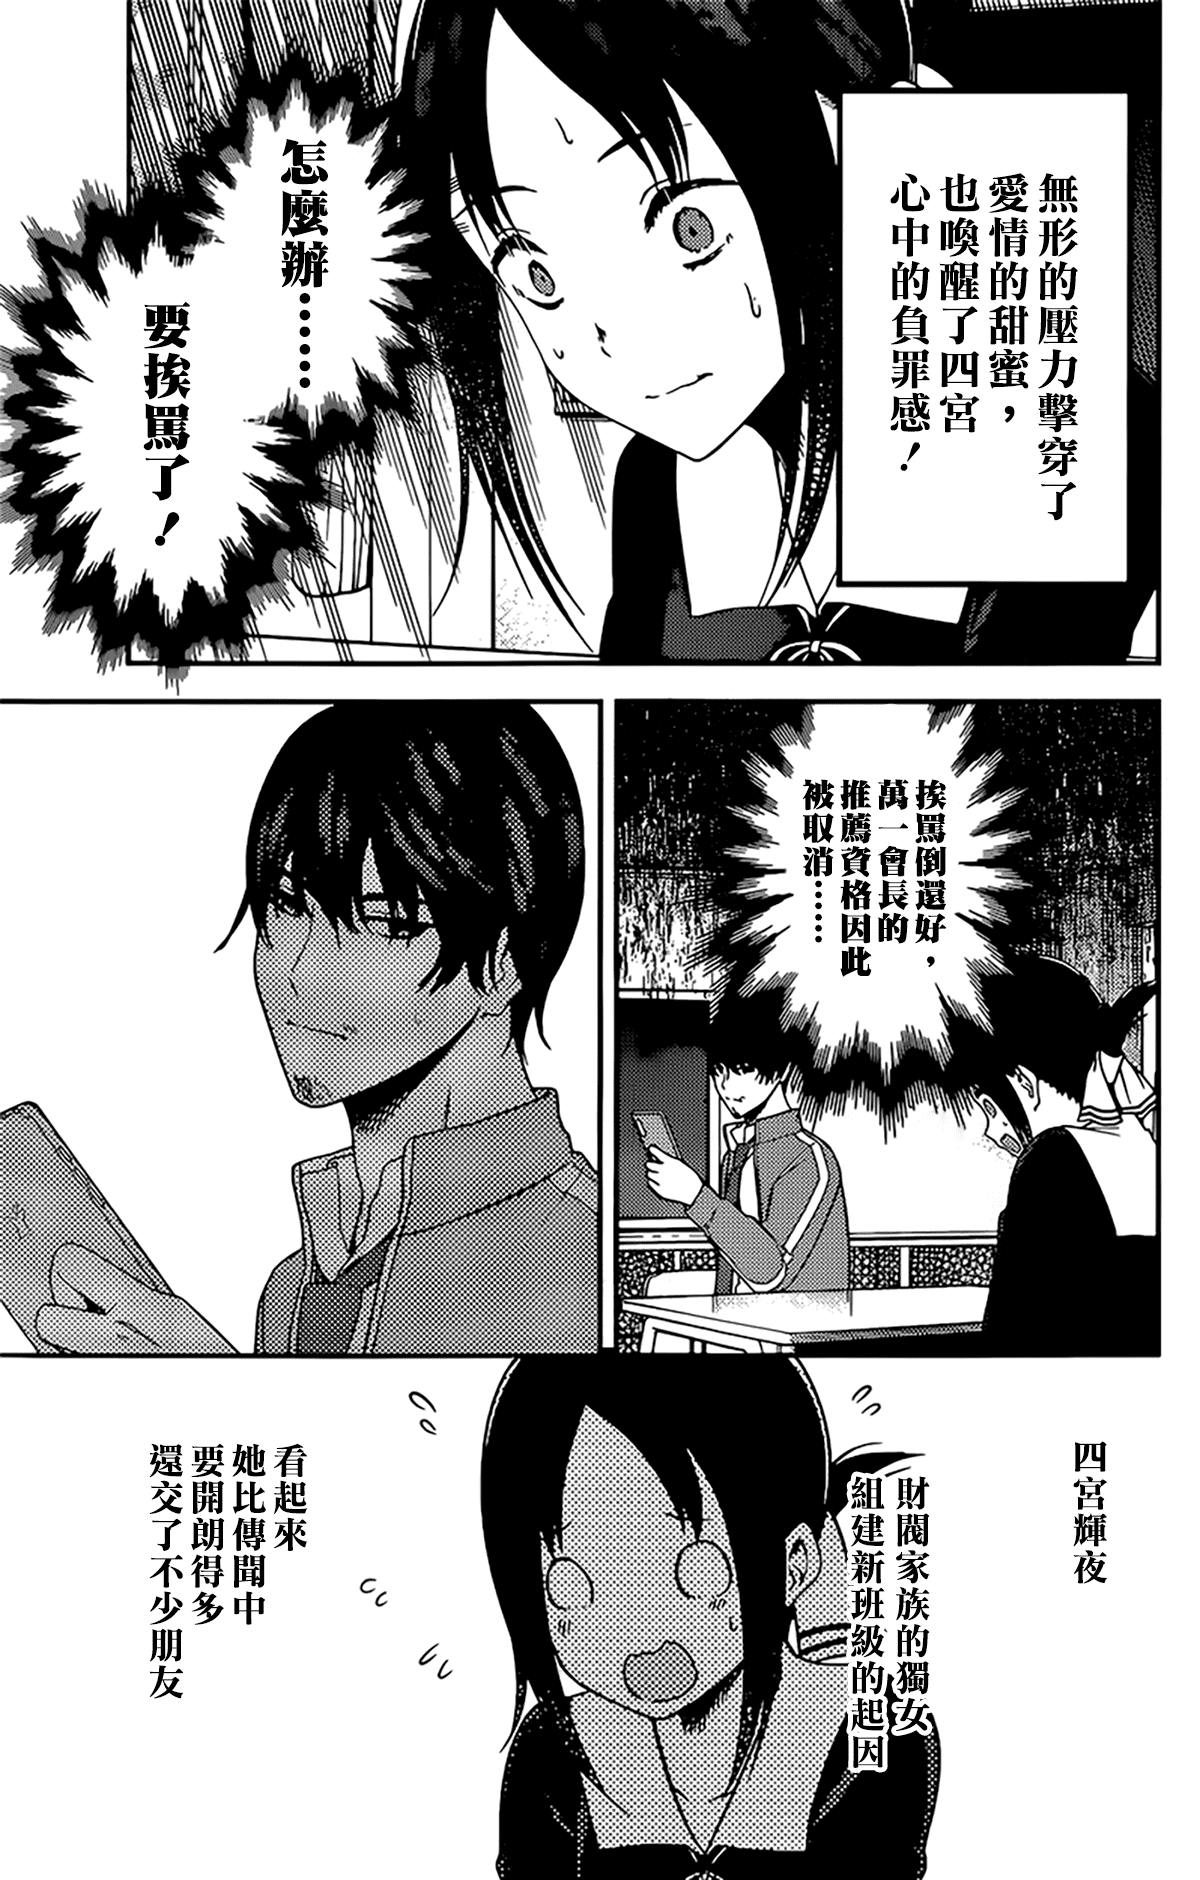 無形的壓力擊穿了
愛情的甜蜜，
也喚醒了四宮
心中的負罪感！
怎麼辦……
要挨罵了！
挨罵倒還好，
萬一會長的
推薦資格因此
被取消……
四宮輝夜
財閥家族的獨女
組建新班級的起因
看起來
她比傳聞中
要開朗得多
還交了不少朋友